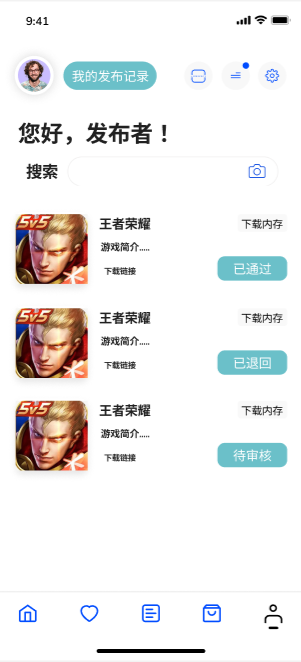 9:41
我的发布记录
您好，发布者！
搜索
5v5
王者荣耀
下载内存
游戏简介.....
下载链接
已通过
5v5
王者荣耀
下载内存
游戏简介.....
下载链接
已退回
5v5
王者荣耀
下载内存
游戏简介.....
下载链接
待审核